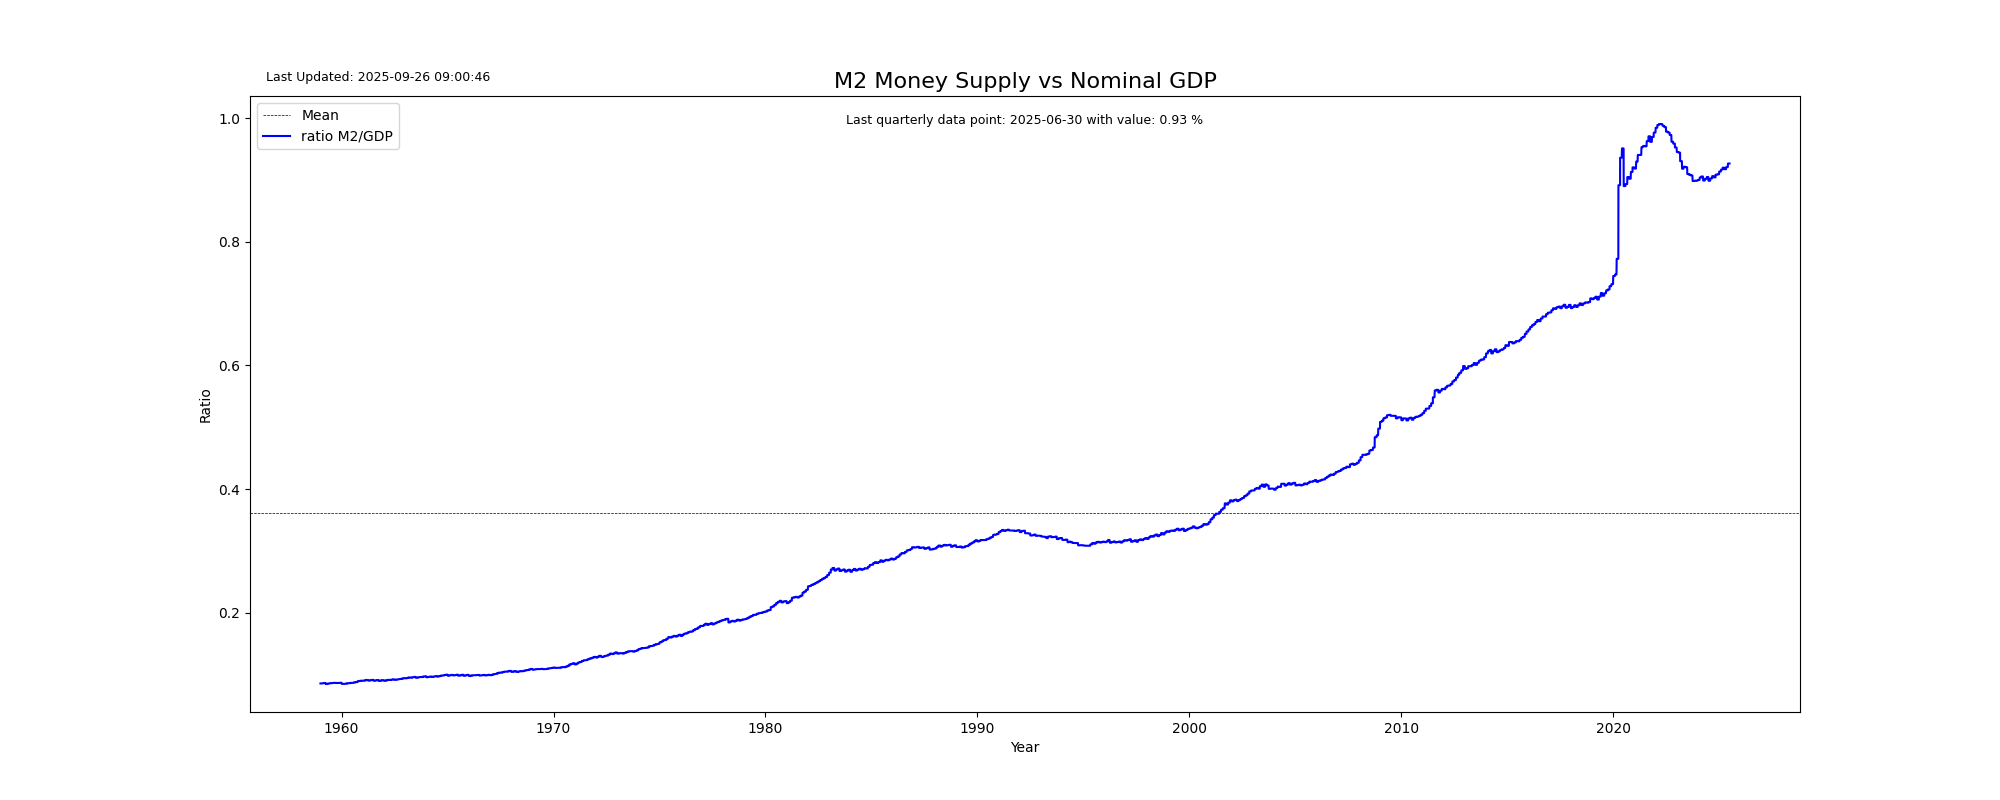 Last Updated: 2025-09-26 09:00:46
M2 Money Supply vs Nominal GDP
Last quarterly data point: 2025-06-30 with value: 0.93 %
Mean
ratio M2/GDP
1.0
0.8
0.6
0.4
0.2
Ratio
1960 1970 1980 1990 2000 2010 2020
Year